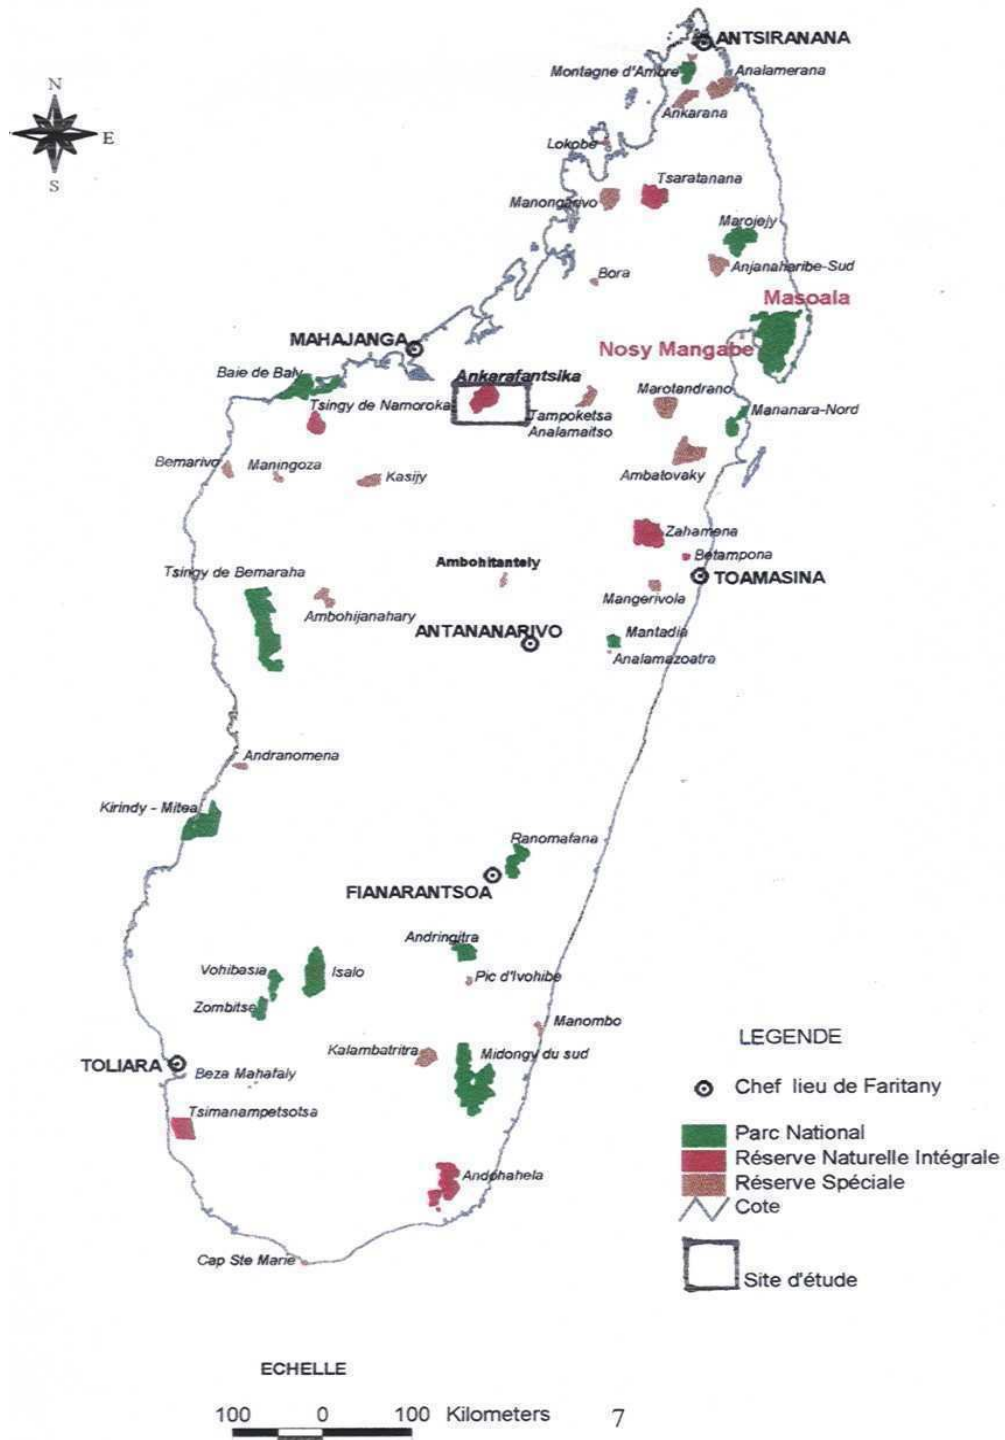 ANTSIRANANA
Montagne d'Ambre
Analamerana
N
Ankarana
E
Lokobe
S
Tsaratanana
Manongarivo
Marojejy
Anjanaharibe-Sud
Bora
Masoala
MAHAJANGA
Nosy Mangabe
Baie de Baly
Ankarafantsika
Marotandrano
Tsingy de Namoroka
Tampoketsa
Analamaitso
Mananara-Nord
Bemarivo
Maningoza
Kasijy
Ambatovaky
Zahamena
Betampona
Ambohitantely
Tsingy de Bemaraha
TOAMASINA
Mangerivola
Ambohijanahary
ANTANANARIVO
Mantadia
Analamazoatra
Andranomena
Kirindy - Mitea
Ranomafana
FIANARANTSOA
Andringitra
Vohibasia
Isalo
Pic d'Ivohibe
Zombitse
Manombo
Kalambatritra
Midongy du sud
TOLIARA
Beza Mahafaly
Tsimanampetsotsa
Andohahela
Cap Ste Marie
LEGENDE
Chef lieu de Faritany
Parc National
Réserve Naturelle Intégrale
Réserve Spéciale
Cote
Site d'étude
ECHELLE
100 0 100 Kilometers
7